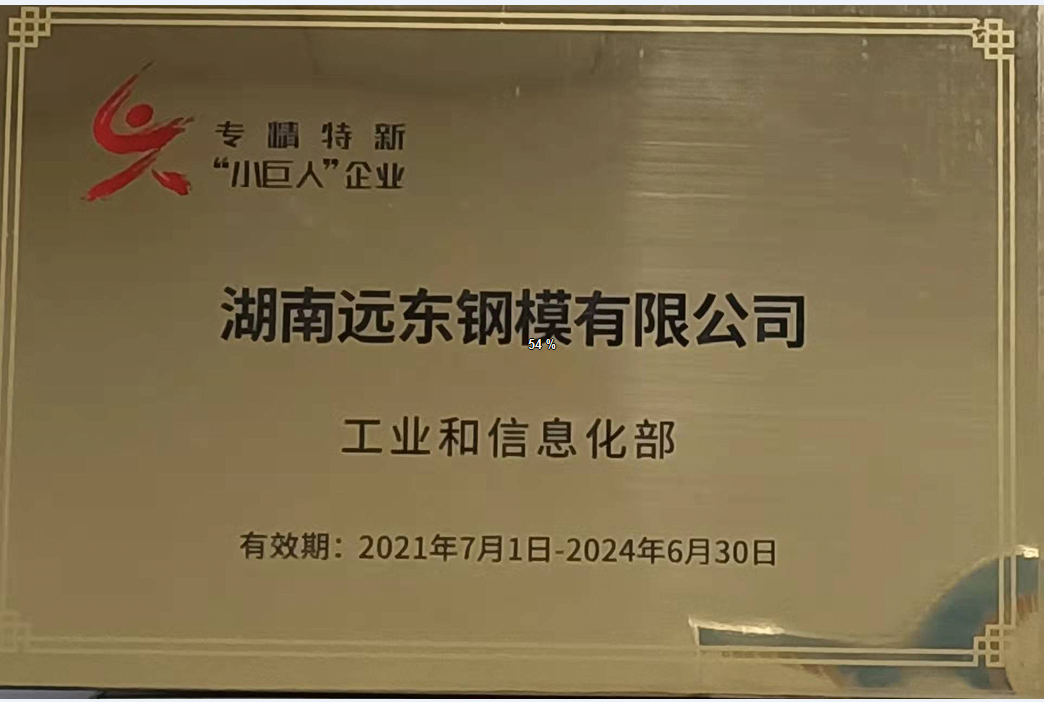 专精特新
“小巨人”企业
湖南远东钢模有限公司
54 %
工业和信息化部
有效期：2021年7月1日-2024年6月30日